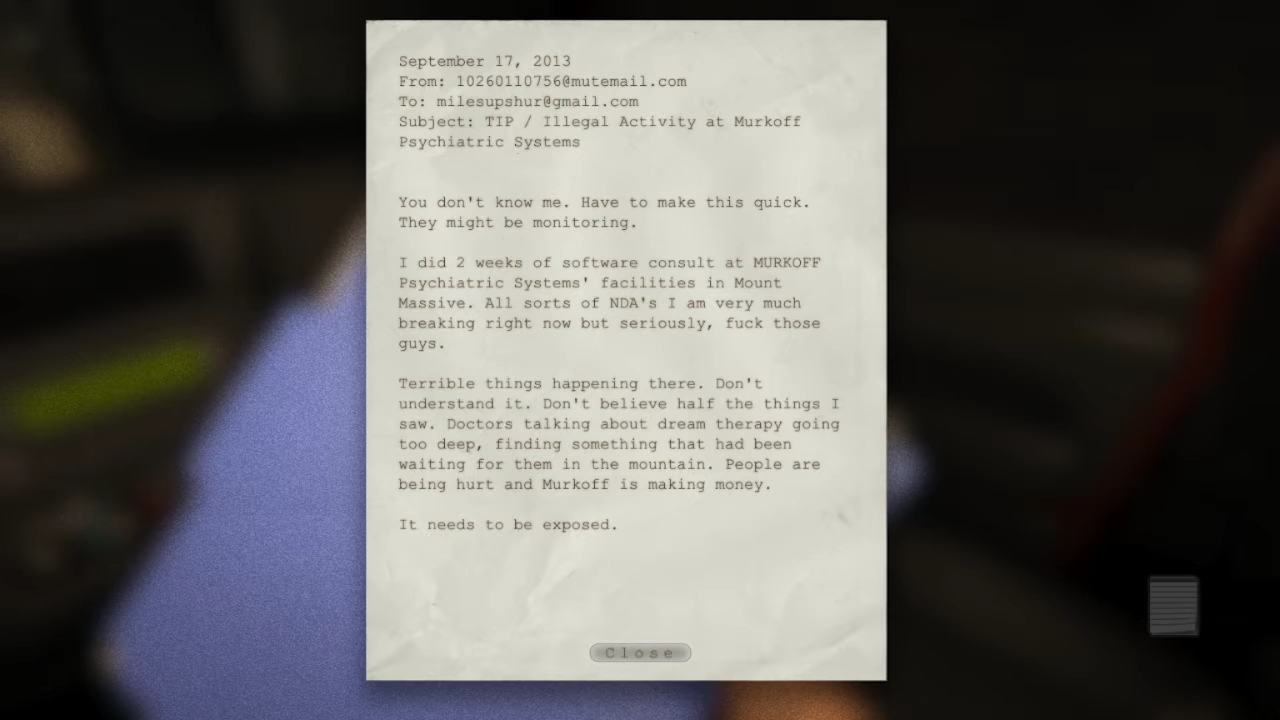 September 17, 2013
From: 10260110756@mutemail.com
To: milesupshur@gmail.com
Subject: TIP / Illegal Activity at Murkoff
Psychiatric Systems
You don't know me. Have to make this quick.
They might be monitoring.
I did 2 weeks of software consult at MURKOFF
Psychiatric Systems' facilities in Mount
Massive. All sorts of NDA's I am very much
breaking right now but seriously, fuck those
guys.
Terrible things happening there. Don't
understand it. Don't believe half the things I
saw. Doctors talking about dream therapy going
too deep, finding something that had been
waiting for them in the mountain. People are
being hurt and Murkoff is making money.
It needs to be exposed.
Close